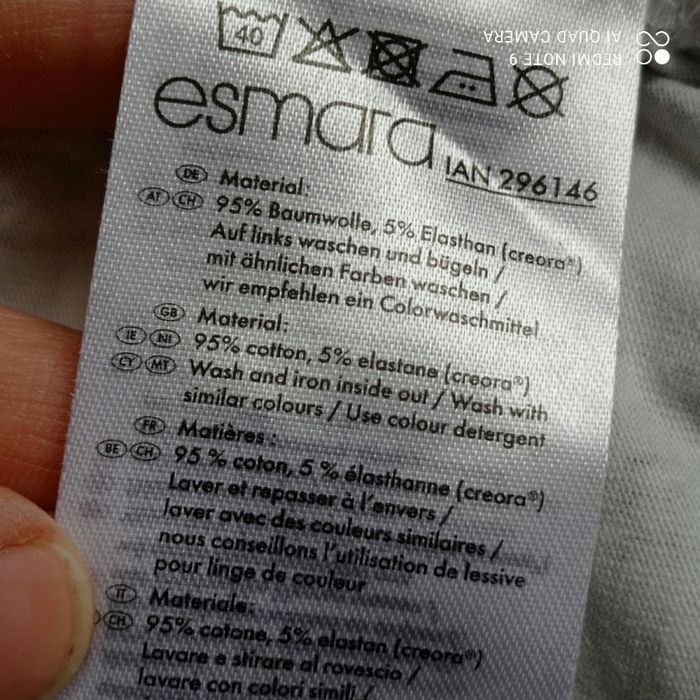 REDMI NOTE 9
AI QUAD CAMERA
40
esmara
IAN 296146
DE Material:
AT CH 95% Baumwolle, 5% Elasthan (creora®)
Auf links waschen und bügeln /
mit ähnlichen Farben waschen /
wir empfehlen ein Colorwaschmittel
GB Material:
IE NI 95% cotton, 5% elastane (creora®)
CY MT Wash and iron inside out / Wash with
similar colours / Use colour detergent
FR Matières :
BE CH 95 % coton, 5 % élasthanne (creora®)
Laver et repasser à l'envers /
laver avec des couleurs similaires /
nous conseillons l'utilisation de lessive
pour linge de couleur
IT Materiale:
CH 95% cotone, 5% elastan (creora®)
Lavare e stirare al rovescio /
lavare con colori simili /